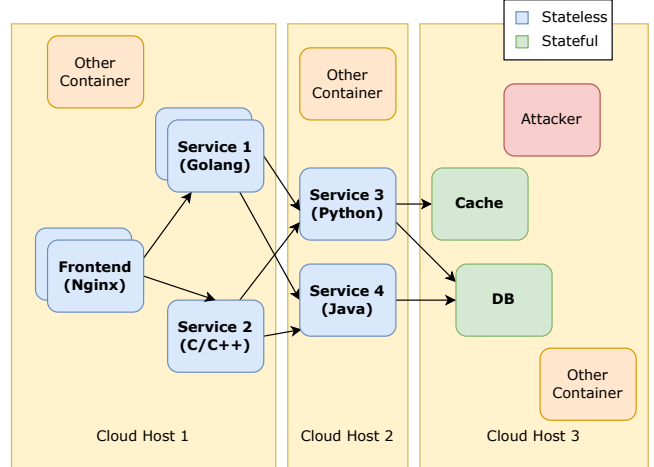 Stateless
Stateful
Other
Container
Other
Container
Attacker
Service 1
(Golang)
Service 3
(Python)
Cache
Frontend
(Nginx)
Service 4
(Java)
DB
Service 2
(C/C++)
Other
Container
Cloud Host 1
Cloud Host 2
Cloud Host 3